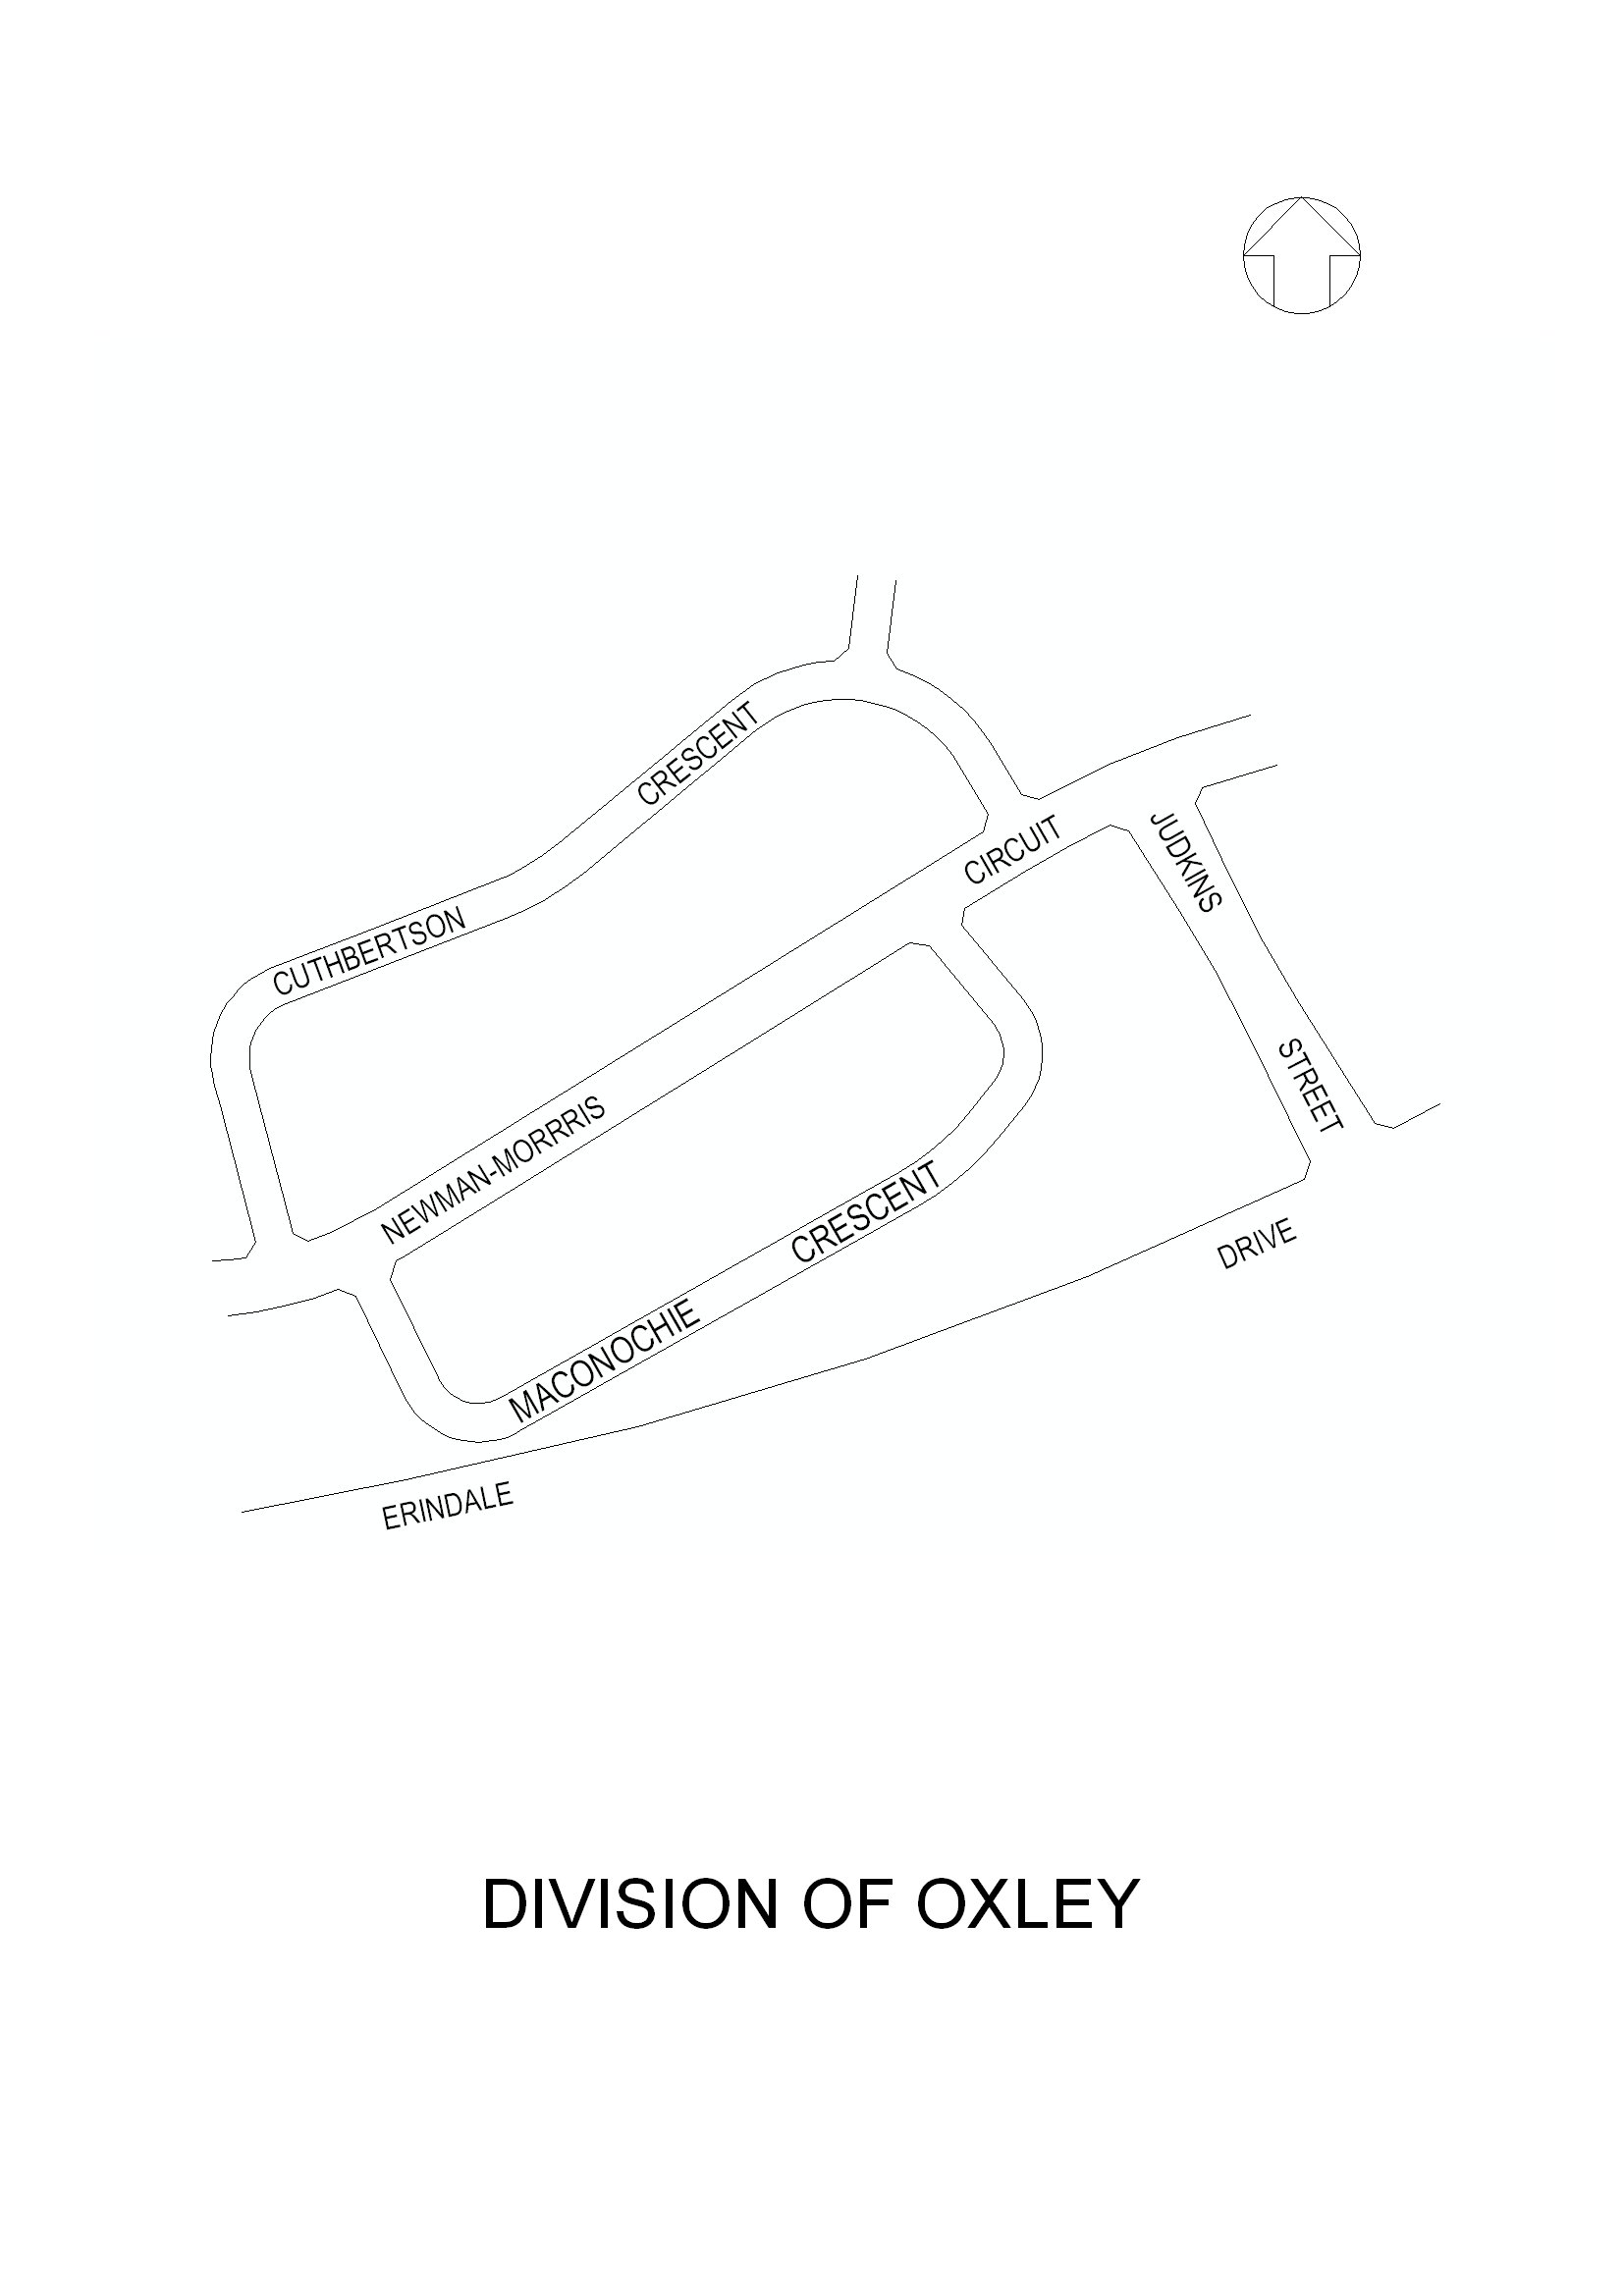 CUTHBERTSON CRESCENT
NEWMAN-MORRRIS CIRCUIT
JUDKINS STREET
MACONOCHIE CRESCENT
ERINDALE DRIVE
DIVISION OF OXLEY